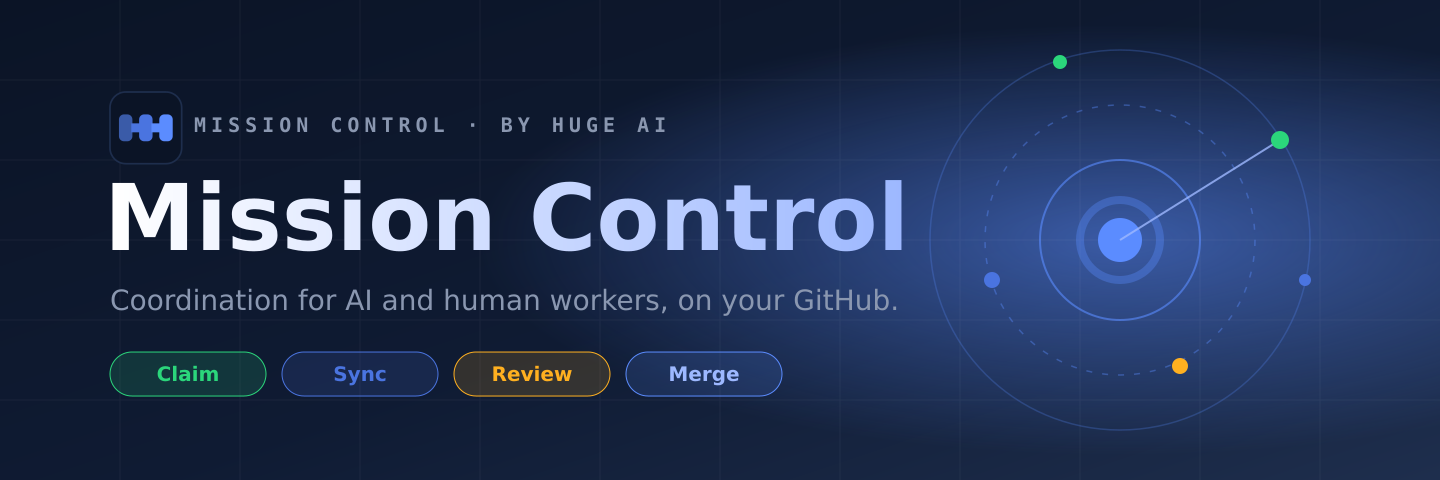 MISSION CONTROL · BY HUGE AI
Mission Control
Coordination for AI and human workers, on your GitHub.
Claim Sync Review Merge